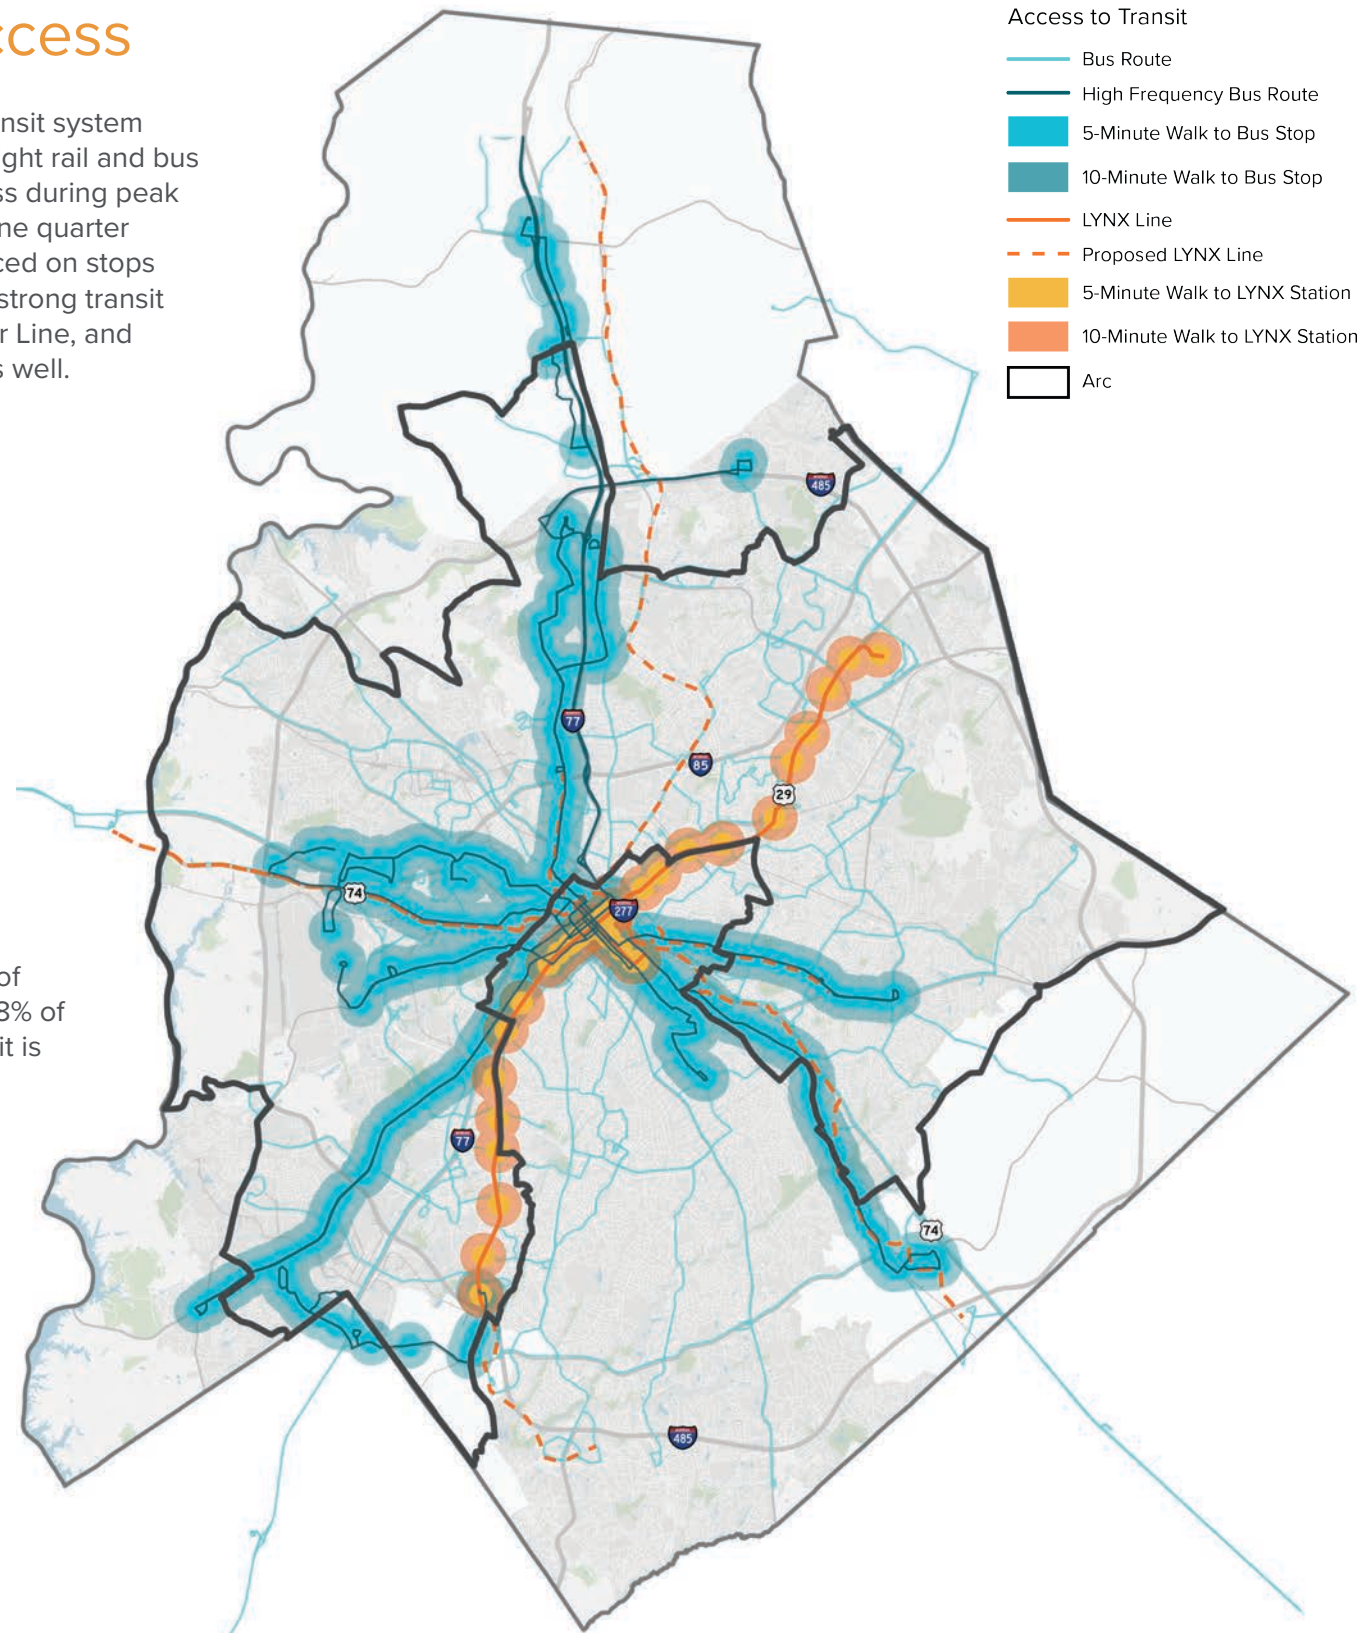 ccess
nsit system
ight rail and bus
ss during peak
ne quarter
ced on stops
strong transit
r Line, and
s well.
of
8% of
it is
Access to Transit
Bus Route
High Frequency Bus Route
5-Minute Walk to Bus Stop
10-Minute Walk to Bus Stop
LYNX Line
Proposed LYNX Line
5-Minute Walk to LYNX Station
10-Minute Walk to LYNX Station
Arc
485
77
85
29
74
277
77
74
485